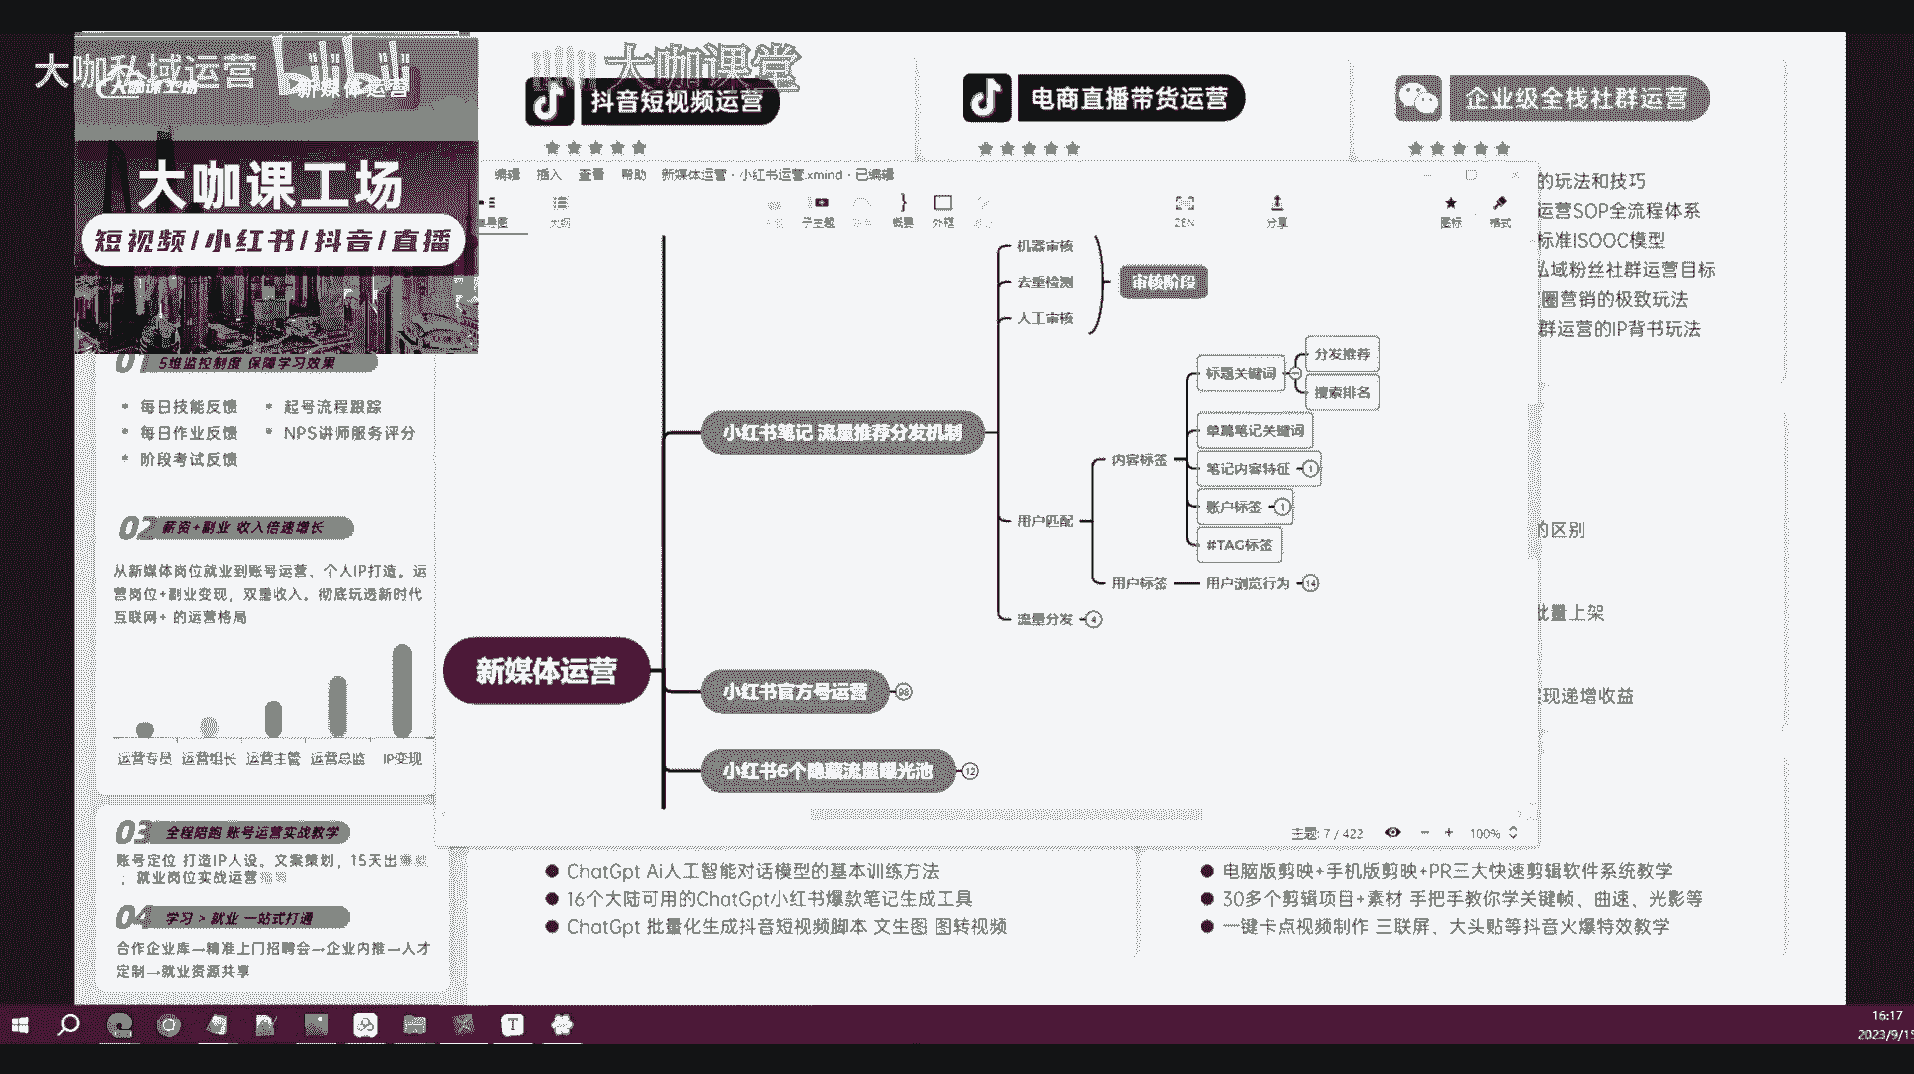 大咖私域运营
大咖课工场
新媒体运营
大咖课堂
大咖课工场
短视频/小红书/抖音/直播
抖音短视频运营
电商直播带货运营
企业级全栈社群运营
编辑 插入 查看 帮助 新媒体运营 · 小红书运营.xmind · 已编辑
大纲
子主题
概要
外框
ZEN
分享
图标
格式
的玩法和技巧
运营SOP全流程体系
标准ISOOC模型
私域粉丝社群运营目标
圈营销的极致玩法
群运营的IP背书玩法
的区别
批量上架
现递增收益
01 5维监控制度 保障学习效果
每日技能反馈
起号流程跟踪
每日作业反馈
NPS讲师服务评分
阶段考试反馈
02 薪资+副业 收入倍速增长
从新媒体岗位就业到账号运营、个人IP打造。运
营岗位+副业变现，双重收入。彻底玩透新时代
互联网+ 的运营格局
运营专员 运营组长 运营主管 运营总监 IP变现
03 全程陪跑 账号运营实战教学
账号定位 打造IP人设。文案策划，15天出
；就业岗位实战运营
04 学习 > 就业 一站式打通
合作企业库→精准上门招聘会→企业内推→人才
定制→就业资源共享
新媒体运营
小红书笔记 流量推荐分发机制
机器审核
去重检测
人工审核
审核阶段
用户匹配
内容标签
标题关键词
分发推荐
搜索排名
单篇笔记关键词
笔记内容特征 1
账户标签 1
#TAG标签
用户标签
用户浏览行为 14
流量分发 4
小红书官方号运营 98
小红书6个隐藏流量曝光池 12
主题: 7 / 422
100%
ChatGpt Ai人工智能对话模型的基本训练方法
16个大陆可用的ChatGpt小红书爆款笔记生成工具
ChatGpt 批量化生成抖音短视频脚本 文生图 图转视频
电脑版剪映+手机版剪映+PR三大快速剪辑软件系统教学
30多个剪辑项目+素材 手把手教你学关键帧、曲速、光影等
一键卡点视频制作 三联屏、大头贴等抖音火爆特效教学
16:17
2023/9/15